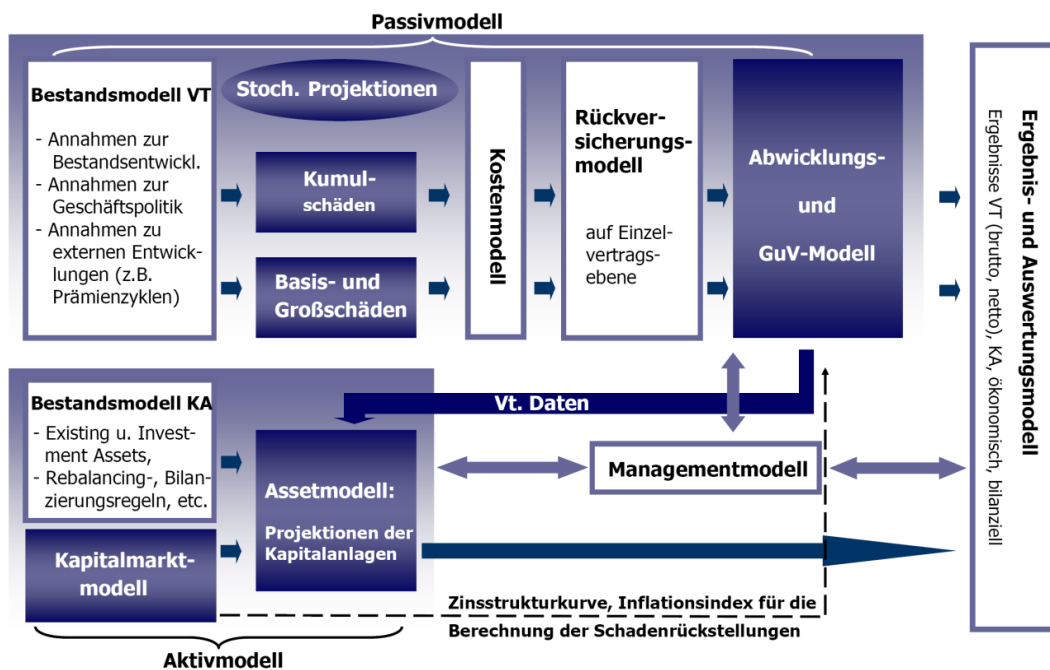 Passivmodell
Bestandsmodell VT
- Annahmen zur
Bestandsentwickl.
- Annahmen zur
Geschäftspolitik
- Annahmen zu
externen Entwick-
lungen (z.B.
Prämienzyklen)
Stoch. Projektionen
Kumul-
schäden
Basis- und
Großschäden
Kostenmodell
Rückver-
sicherungs-
modell
auf Einzel-
vertrags-
ebene
Abwicklungs-
und
GuV-Modell
Ergebnis- und Auswertungsmodell
Ergebnisse VT (brutto, netto), KA, ökonomisch, bilanziell
Bestandsmodell KA
- Existing u. Invest-
ment Assets,
- Rebalancing-, Bilan-
zierungsregeln, etc.
Kapitalmarkt-
modell
Vt. Daten
Assetmodell:
Projektionen der
Kapitalanlagen
Managementmodell
Zinsstrukturkurve, Inflationsindex für die
Berechnung der Schadenrückstellungen
Aktivmodell